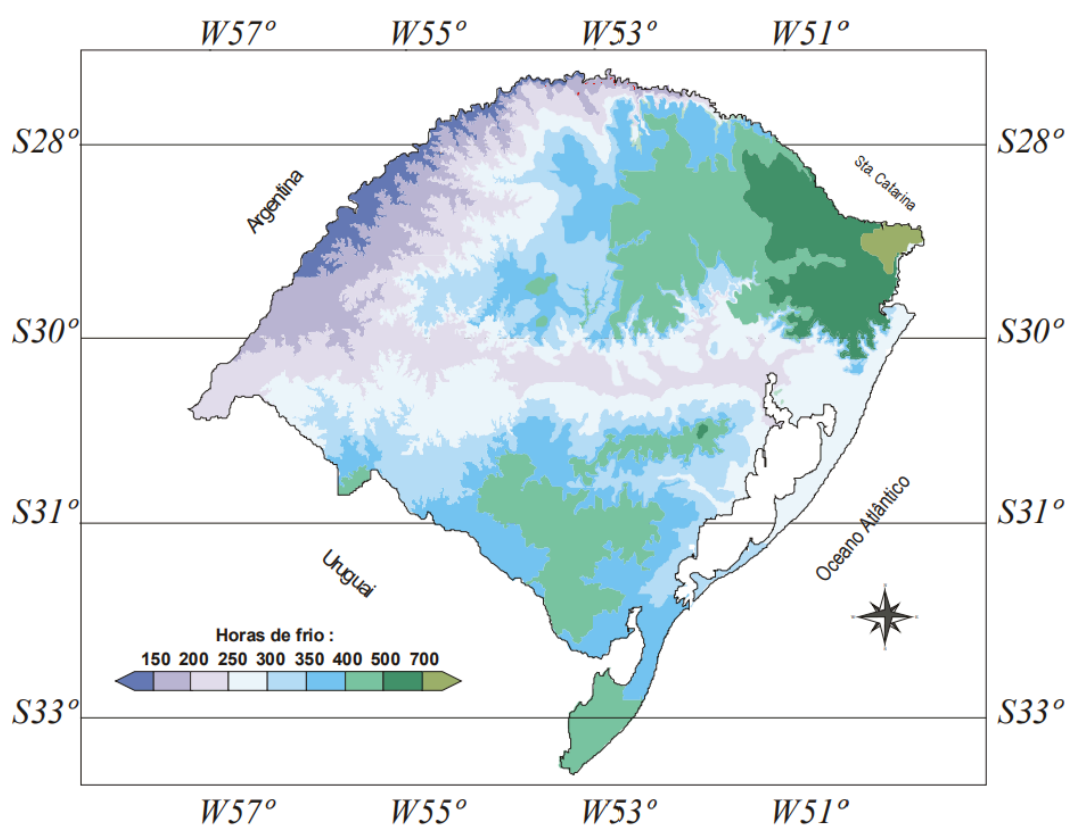 W57º W55º W53º W51º
S28º S28º
Sta. Catarina
Argentina
S30º S30º
S31º S31º
Oceano Atlântico
Uruguai
Horas de frio :
150 200 250 300 350 400 500 700
S33º S33º
W57º W55º W53º W51º